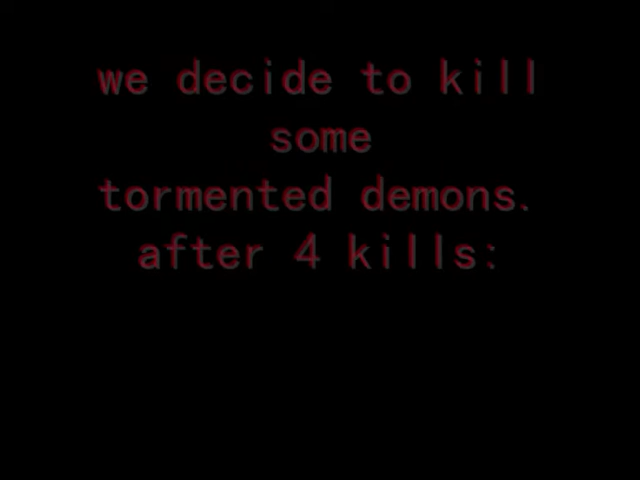 we decide to kill
some
tormented demons.
after 4 kills: